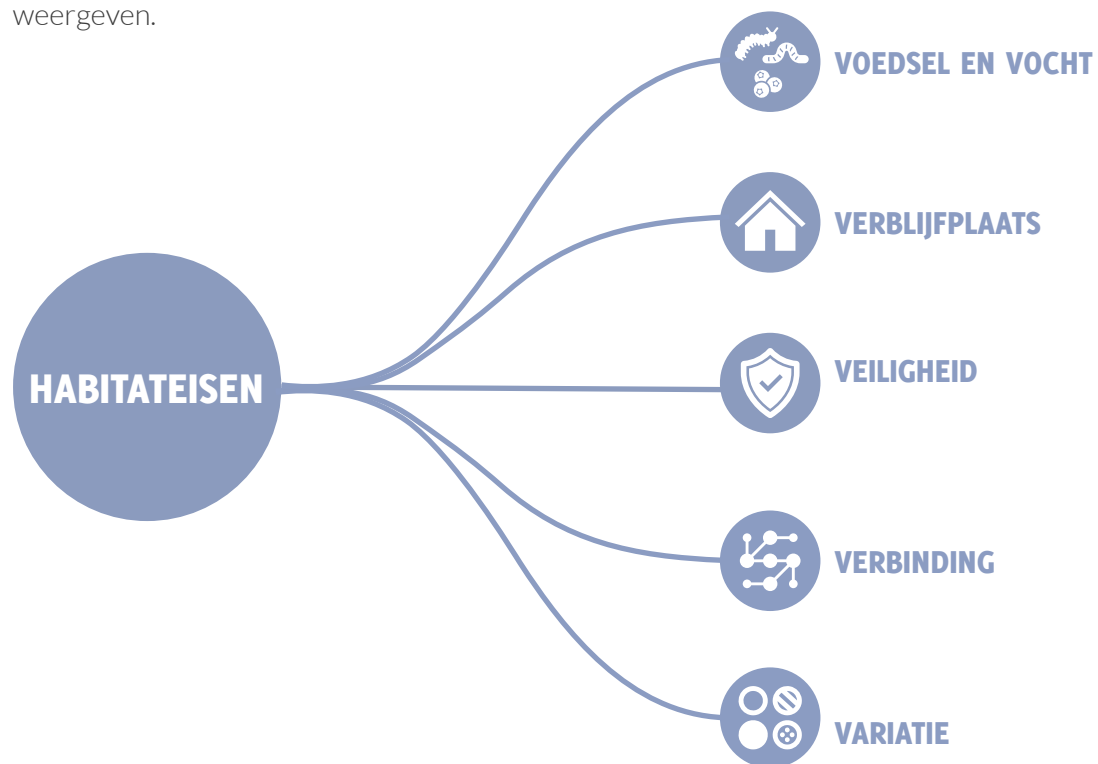 weergeven.
VOEDSEL EN VOCHT
VERBLIJFPLAATS
HABITATEISEN
VEILIGHEID
VERBINDING
VARIATIE